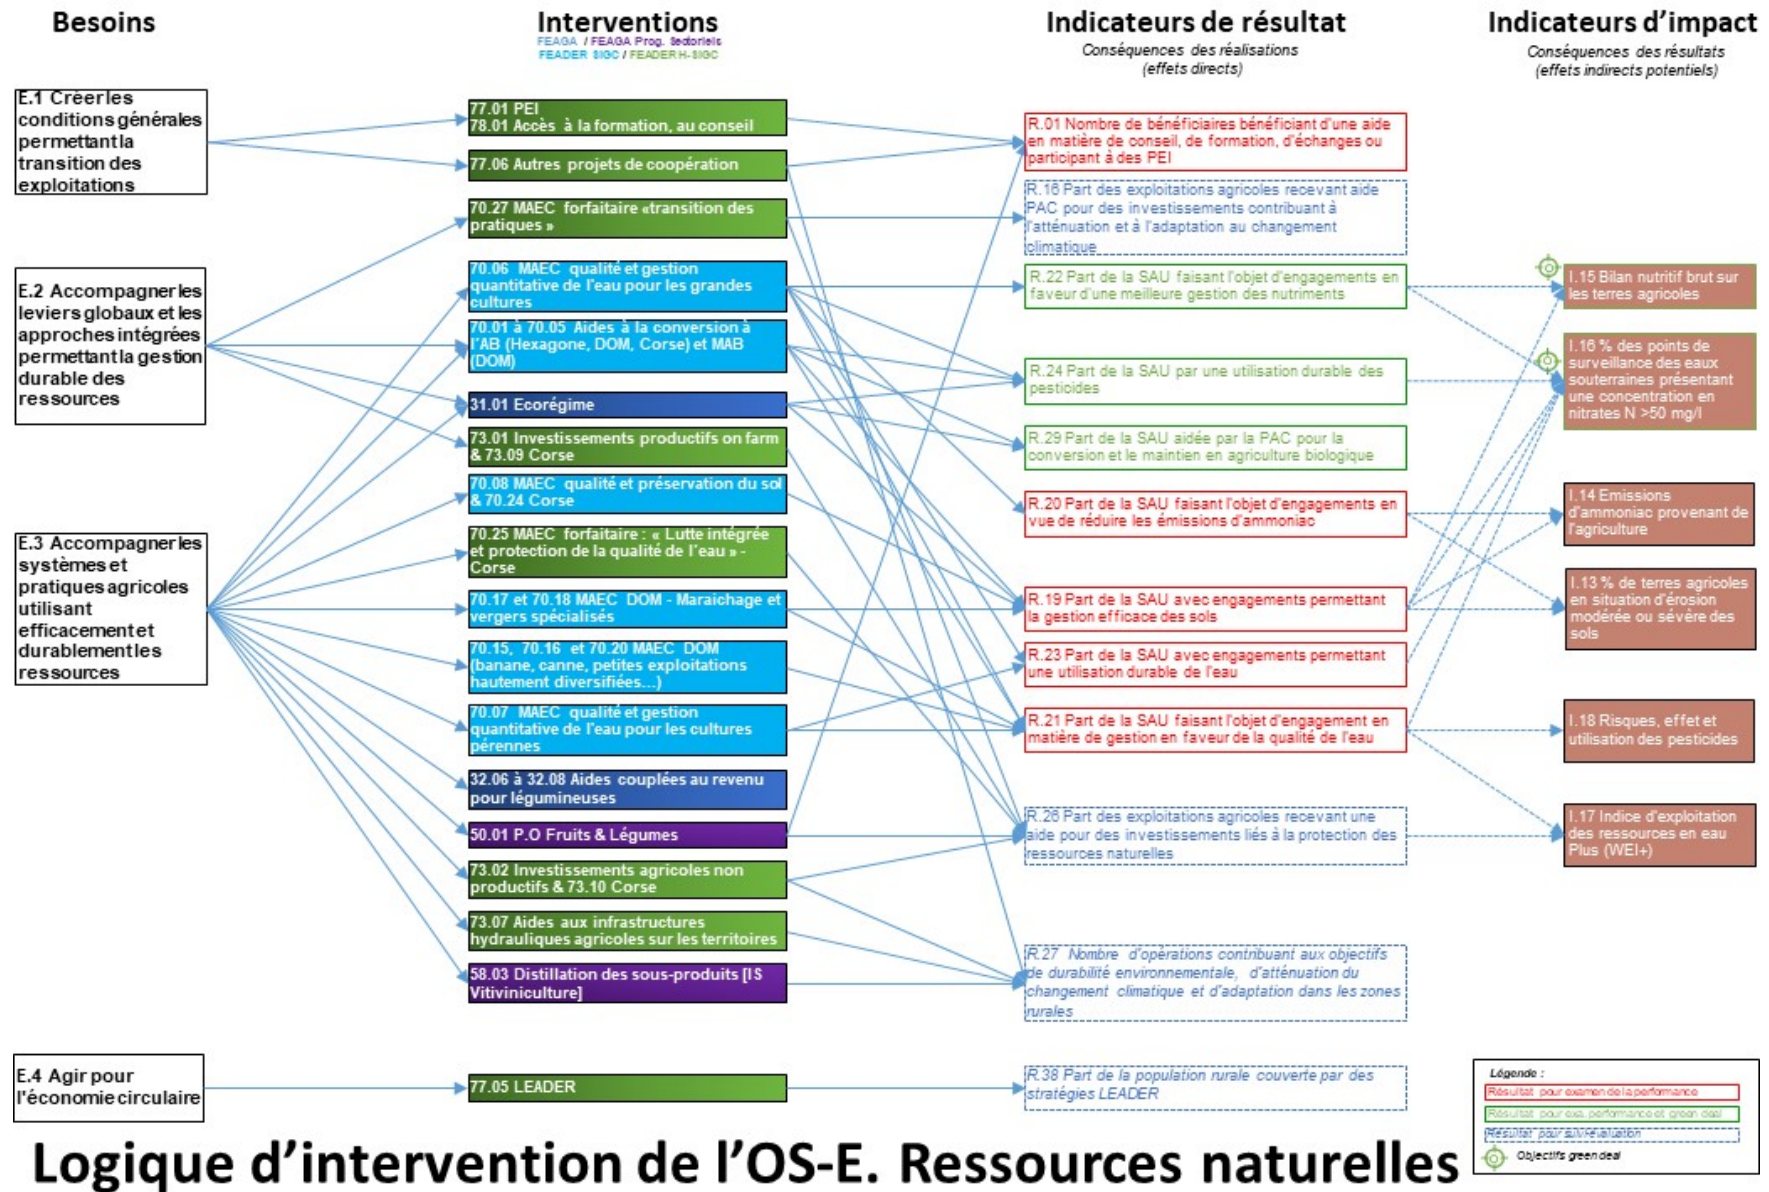 Besoins
E.1 Créer les
conditions générales
permettant la
transition des
exploitations
E.2 Accompagner les
leviers globaux et les
approches intégrées
permettant la gestion
durable des
ressources
E.3 Accompagner les
systèmes et
pratiques agricoles
utilisant
efficacement et
durablement les
ressources
E.4 Agir pour
l'économie circulaire
Interventions
FEAGA / FEAGA Prog. Sectoriels
FEADER SIGC / FEADER H-SIGC
77.01 PEI
78.01 Accès à la formation, au conseil
77.06 Autres projets de coopération
70.27 MAEC forfaitaire «transition des
pratiques »
70.06 MAEC qualité et gestion
quantitative de l'eau pour les grandes
cultures
70.01 à 70.05 Aides à la conversion à
l'AB (Hexagone, DOM, Corse) et MAB
(DOM)
31.01 Ecorégime
73.01 Investissements productifs on farm
& 73.09 Corse
70.08 MAEC qualité et préservation du sol
& 70.24 Corse
70.25 MAEC forfaitaire : « Lutte intégrée
et protection de la qualité de l'eau » -
Corse
70.17 et 70.18 MAEC DOM - Maraichage et
vergers spécialisés
70.15, 70.16 et 70.20 MAEC DOM
(banane, canne, petites exploitations
hautement diversifiées...)
70.07 MAEC qualité et gestion
quantitative de l'eau pour les cultures
pérennes
32.06 à 32.08 Aides couplées au revenu
pour légumineuses
50.01 P.O Fruits & Légumes
73.02 Investissements agricoles non
productifs & 73.10 Corse
73.07 Aides aux infrastructures
hydrauliques agricoles sur les territoires
58.03 Distillation des sous-produits [IS
Vitiviniculture]
77.05 LEADER
Indicateurs de résultat
Conséquences des réalisations
(effets directs)
R.01 Nombre de bénéficiaires bénéficiant d'une aide
en matière de conseil, de formation, d'échanges ou
participant à des PEI
R.16 Part des exploitations agricoles recevant aide
PAC pour des investissements contribuant à
l'atténuation et à l'adaptation au changement
climatique
R.22 Part de la SAU faisant l'objet d'engagements en
faveur d'une meilleure gestion des nutriments
R.24 Part de la SAU par une utilisation durable des
pesticides
R.29 Part de la SAU aidée par la PAC pour la
conversion et le maintien en agriculture biologique
R.20 Part de la SAU faisant l'objet d'engagements en
vue de réduire les émissions d'ammoniac
R.19 Part de la SAU avec engagements permettant
la gestion efficace des sols
R.23 Part de la SAU avec engagements permettant
une utilisation durable de l'eau
R.21 Part de la SAU faisant l'objet d'engagement en
matière de gestion en faveur de la qualité de l'eau
R.26 Part des exploitations agricoles recevant une
aide pour des investissements liés à la protection des
ressources naturelles
R.27 Nombre d'opérations contribuant aux objectifs
de durabilité environnementale, d'atténuation du
changement climatique et d'adaptation dans les zones
rurales
R.38 Part de la population rurale couverte par des
stratégies LEADER
Indicateurs d'impact
Conséquences des résultats
(effets indirects potentiels)
I.15 Bilan nutritif brut sur
les terres agricoles
I.16 % des points de
surveillance des eaux
souterraines présentant
une concentration en
nitrates N >50 mg/l
I.14 Emissions
d'ammoniac provenant de
l'agriculture
I.13 % de terres agricoles
en situation d'érosion
modérée ou sévère des
sols
I.18 Risques, effet et
utilisation des pesticides
I.17 Indice d'exploitation
des ressources en eau
Plus (WEI+)
Légende :
Résultat pour examen de la performance
Résultat pour exa. performance et green deal
Résultat pour suivi-évaluation
Objectifs green deal
Logique d'intervention de l'OS-E. Ressources naturelles